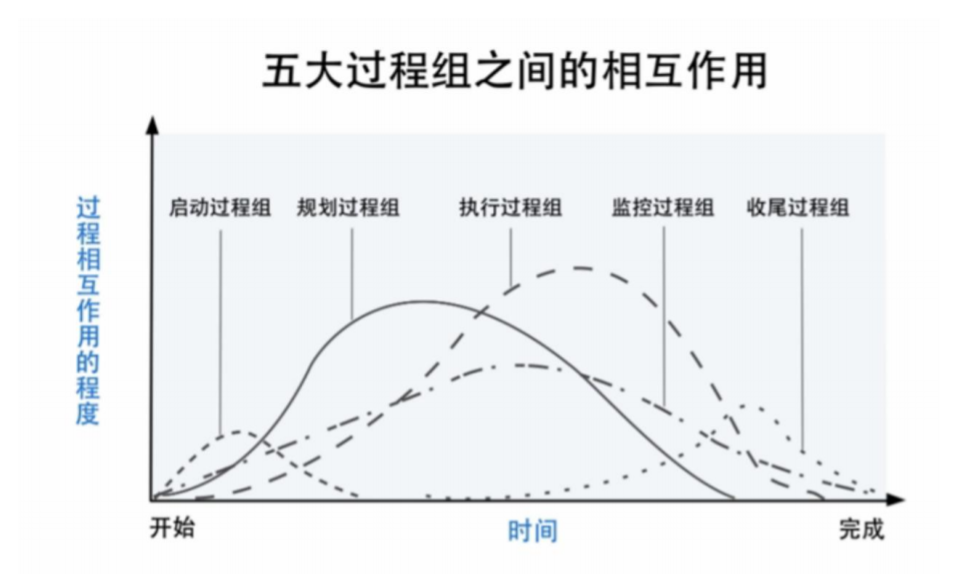 五大过程组之间的相互作用
过程相互作用的程度
启动过程组 规划过程组 执行过程组 监控过程组 收尾过程组
开始 时间 完成